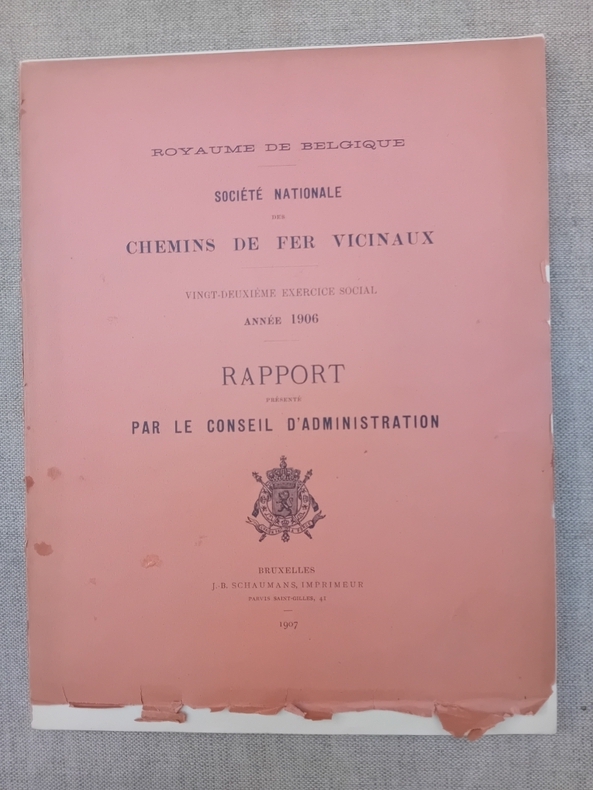 ROYAUME DE BELGIQUE
SOCIÉTÉ NATIONALE
DES
CHEMINS DE FER VICINAUX
VINGT-DEUXIÈME EXERCICE SOCIAL
ANNÉE 1906
RAPPORT
PRÉSENTÉ
PAR LE CONSEIL D'ADMINISTRATION
BRUXELLES
J.-B. SCHAUMANS, IMPRIMEUR
PARVIS SAINT-GILLES, 41
1907